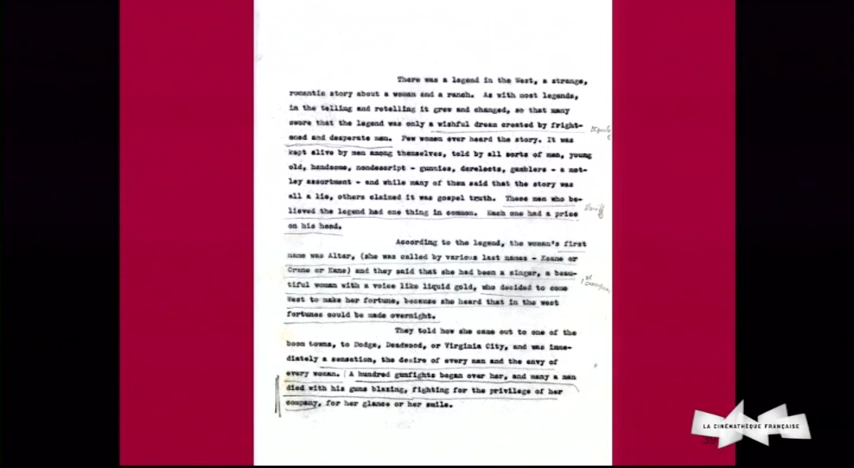 There was a legend in the West, a strange,
romantic story about a woman and a ranch. As with most legends,
in the telling and retelling it grew and changed, so that many
swore that the legend was only a wishful dream created by fright-
ened and desperate men. Few women ever heard the story. It was
kept alive by men among themselves, told by all sorts of men, young
old, handsome, nondescript - gunnies, derelects, gamblers - a mot-
ley assortment - and while many of them said that the story was
all a lie, others claimed it was gospel truth. These men who be-
lieved the legend had one thing in common. Each one had a price
on his head.
According to the legend, the woman's first
name was Altar, (she was called by various last names - Keane or
Crane or Kane) and they said that she had been a singer, a beau-
tiful woman with a voice like liquid gold, who decided to come
West to make her fortune, because she heard that in the west
fortunes could be made overnight.
They told how she came out to one of the
boom towns, to Dodge, Deadwood, or Virginia City, and was imme-
diately a sensation, the desire of every man and the envy of
every woman. A hundred gunfights began over her, and many a man
died with his guns blazing, fighting for the privilege of her
company, for her glance or her smile.
LA CINÉMATHÈQUE FRANÇAISE